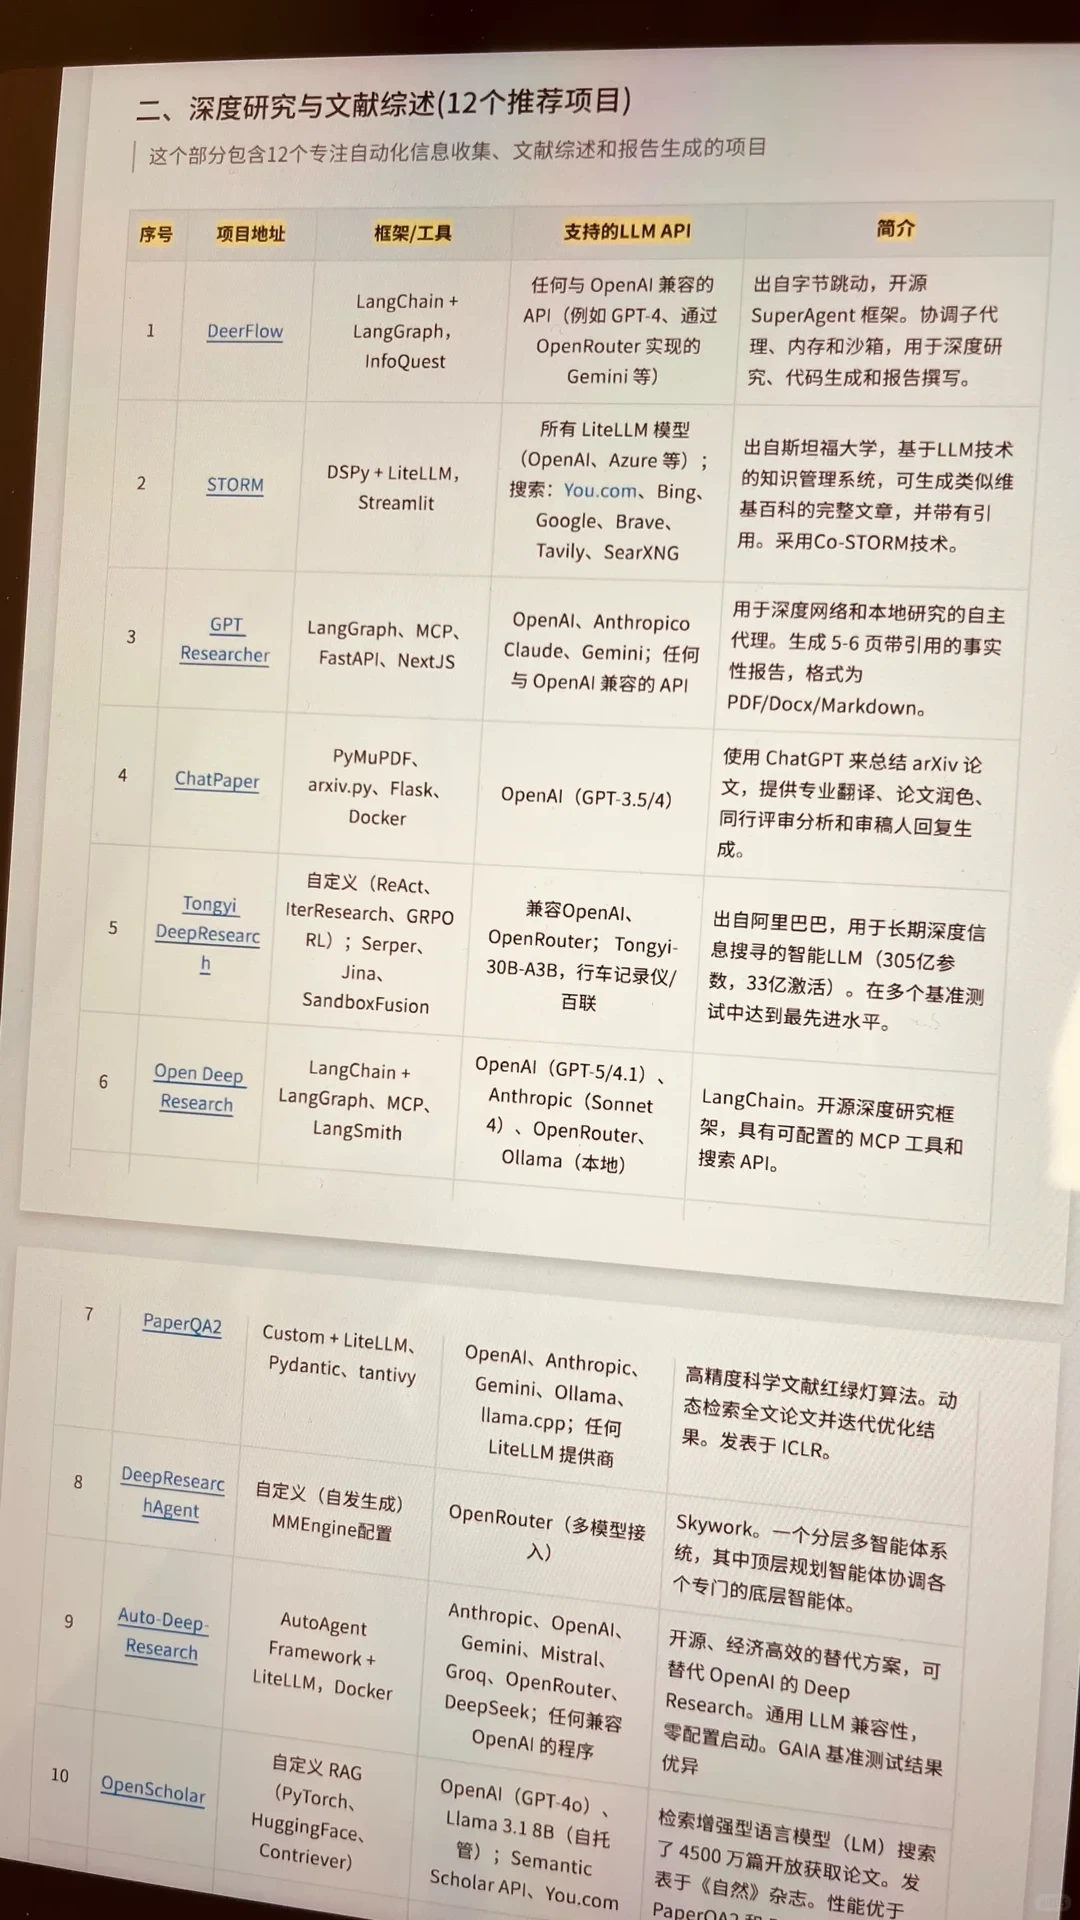 二、深度研究与文献综述(12个推荐项目)
这个部分包含12个专注自动化信息收集、文献综述和报告生成的项目
序号 项目地址 框架/工具 支持的LLM API 简介
1
DeerFlow
LangChain +
LangGraph，
InfoQuest
任何与 OpenAI 兼容的
API（例如 GPT-4、通过
OpenRouter 实现的
Gemini 等）
出自字节跳动，开源
SuperAgent 框架。协调子代
理、内存和沙箱，用于深度研
究、代码生成和报告撰写。
2
STORM
DSPy + LiteLLM，
Streamlit
所有 LiteLLM 模型
（OpenAI、Azure 等）；
搜索：You.com、Bing、
Google、Brave、
Tavily、SearXNG
出自斯坦福大学，基于LLM技术
的知识管理系统，可生成类似维
基百科的完整文章，并带有引
用。采用Co-STORM技术。
3
GPT
Researcher
LangGraph、MCP、
FastAPI、NextJS
OpenAI、Anthropico
Claude、Gemini；任何
与 OpenAI 兼容的 API
用于深度网络和本地研究的自主
代理。生成 5-6 页带引用的事实
性报告，格式为
PDF/Docx/Markdown。
4
ChatPaper
PyMuPDF、
arxiv.py、Flask、
Docker
OpenAI（GPT-3.5/4）
使用 ChatGPT 来总结 arXiv 论
文，提供专业翻译、论文润色、
同行评审分析和审稿人回复生
成。
5
Tongyi
DeepResearc
h
自定义（ReAct、
IterResearch、GRPO
RL）；Serper、
Jina、
SandboxFusion
兼容OpenAI、
OpenRouter；Tongyi-
30B-A3B，行车记录仪/
百联
出自阿里巴巴，用于长期深度信
息搜寻的智能LLM（305亿参
数，33亿激活）。在多个基准测
试中达到最先进水平。
6
Open Deep
Research
LangChain +
LangGraph、MCP、
LangSmith
OpenAI（GPT-5/4.1）、
Anthropic（Sonnet
4）、OpenRouter、
Ollama（本地）
LangChain。开源深度研究框
架，具有可配置的 MCP 工具和
搜索 API。
7
PaperQA2
Custom + LiteLLM、
Pydantic、tantivy
OpenAI、Anthropic、
Gemini、Ollama、
llama.cpp；任何
LiteLLM 提供商
高精度科学文献红绿灯算法。动
态检索全文论文并迭代优化结
果。发表于 ICLR。
8
DeepResearc
hAgent
自定义（自发生成）
MMEngine配置
OpenRouter（多模型接
入）
Skywork。一个分层多智能体系
统，其中顶层规划智能体协调各
个专门的底层智能体。
9
Auto-Deep-
Research
AutoAgent
Framework +
LiteLLM，Docker
Anthropic、OpenAI、
Gemini、Mistral、
Groq、OpenRouter、
DeepSeek；任何兼容
OpenAI 的程序
开源、经济高效的替代方案，可
替代 OpenAI 的 Deep
Research。通用 LLM 兼容性，
零配置启动。GAIA 基准测试结果
优异
10
OpenScholar
自定义 RAG
（PyTorch、
HuggingFace、
Contriever）
OpenAI（GPT-4o）、
Llama 3.1 8B（自托
管）；Semantic
Scholar API、You.com
检索增强型语言模型（LM）搜索
了 4500 万篇开放获取论文。发
表于《自然》杂志。性能优于
PaperQA2